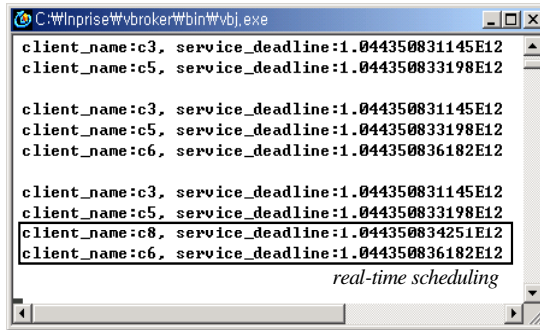 C:₩Inprise₩vbroker₩bin₩vbj,exe
client_name:c3, service_deadline:1.044350831145E12
client_name:c5, service_deadline:1.044350833198E12
client_name:c3, service_deadline:1.044350831145E12
client_name:c5, service_deadline:1.044350833198E12
client_name:c6, service_deadline:1.044350836182E12
client_name:c3, service_deadline:1.044350831145E12
client_name:c5, service_deadline:1.044350833198E12
client_name:c8, service_deadline:1.044350834251E12
client_name:c6, service_deadline:1.044350836182E12
real-time scheduling